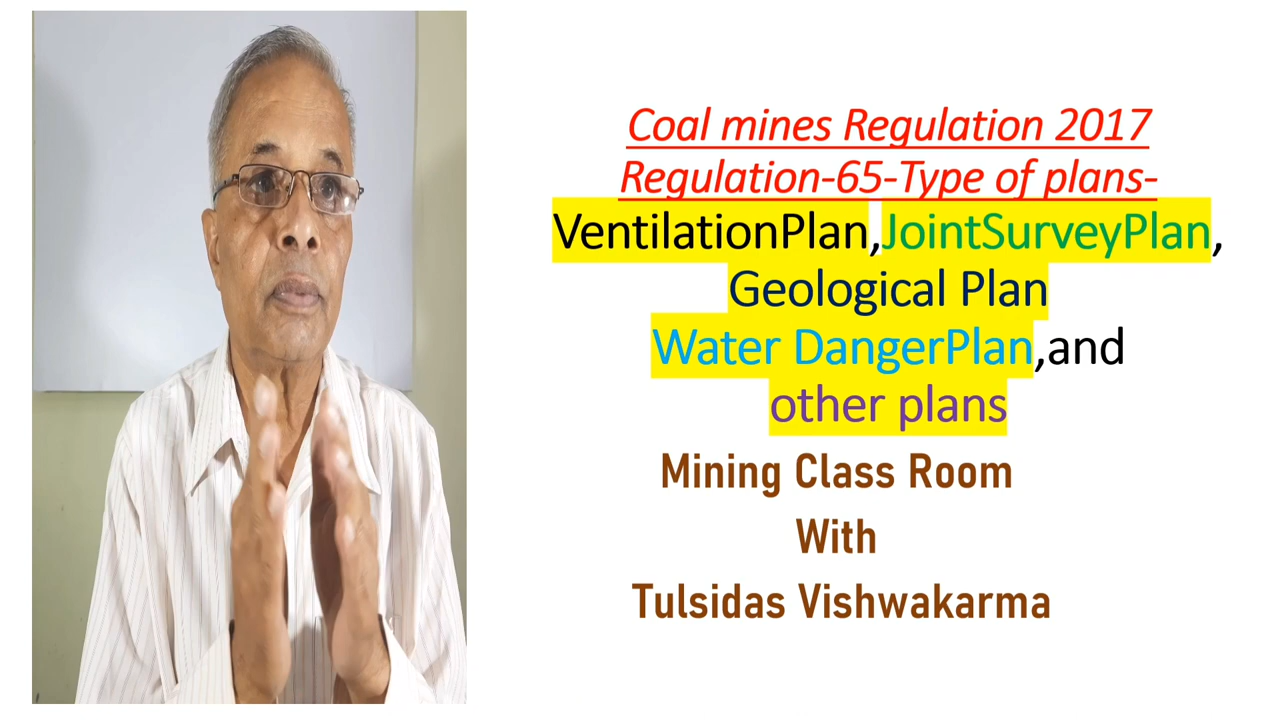 Coal mines Regulation 2017
Regulation-65-Type of plans-
VentilationPlan,JointSurveyPlan,
Geological Plan
Water DangerPlan,and
other plans
Mining Class Room
With
Tulsidas Vishwakarma